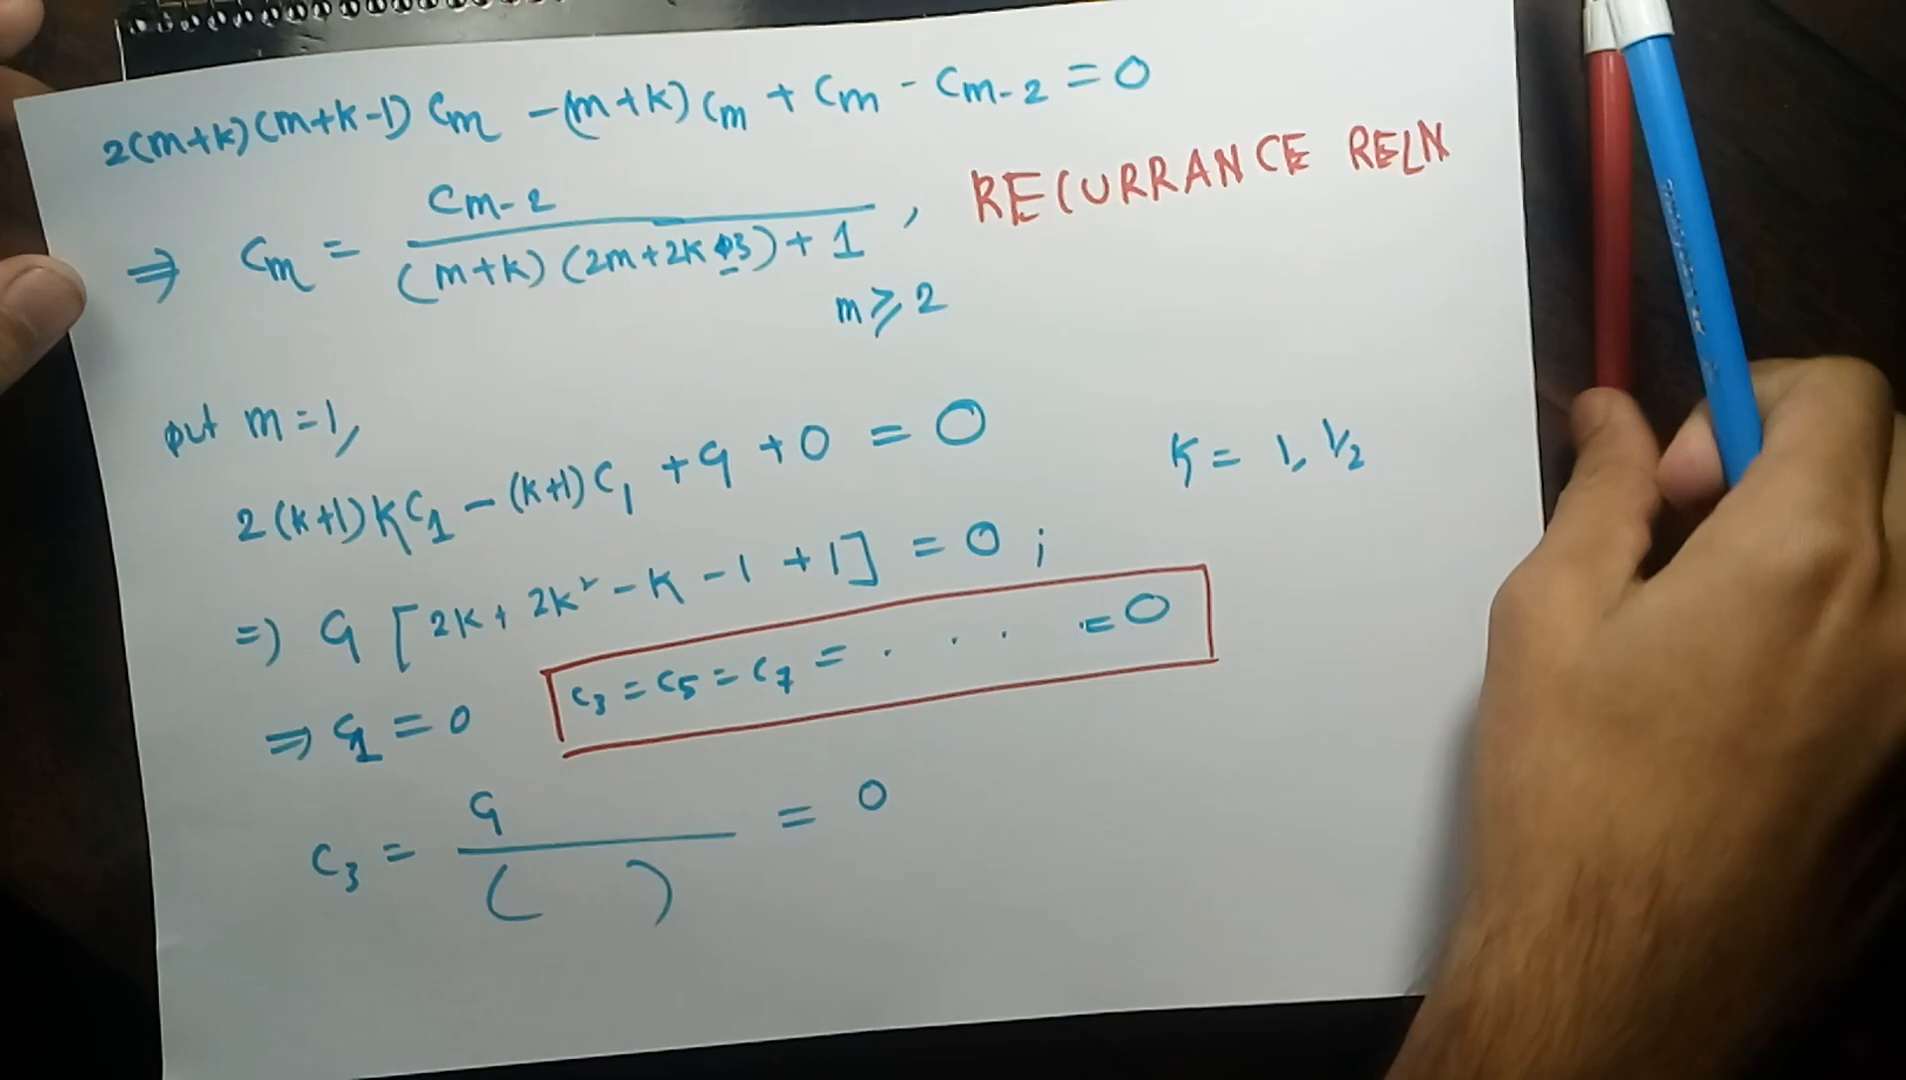 2(m+k)(m+k-1) Cm -(m+k) Cm + Cm - Cm-2 = 0
⇒ Cm = Cm-2 / (m+k) (2m+2k-3) + 1 , RECURRANCE RELN
m ≥ 2
put m=1,
2(k+1)kC1 - (k+1)C1 + C1 + 0 = 0
k = 1, 1/2
⇒ C1 [2k + 2k² - k - 1 + 1] = 0 ;
⇒ C1 = 0
C3 = C5 = C7 = . . . . = 0
C3 = C1 / ( ) = 0